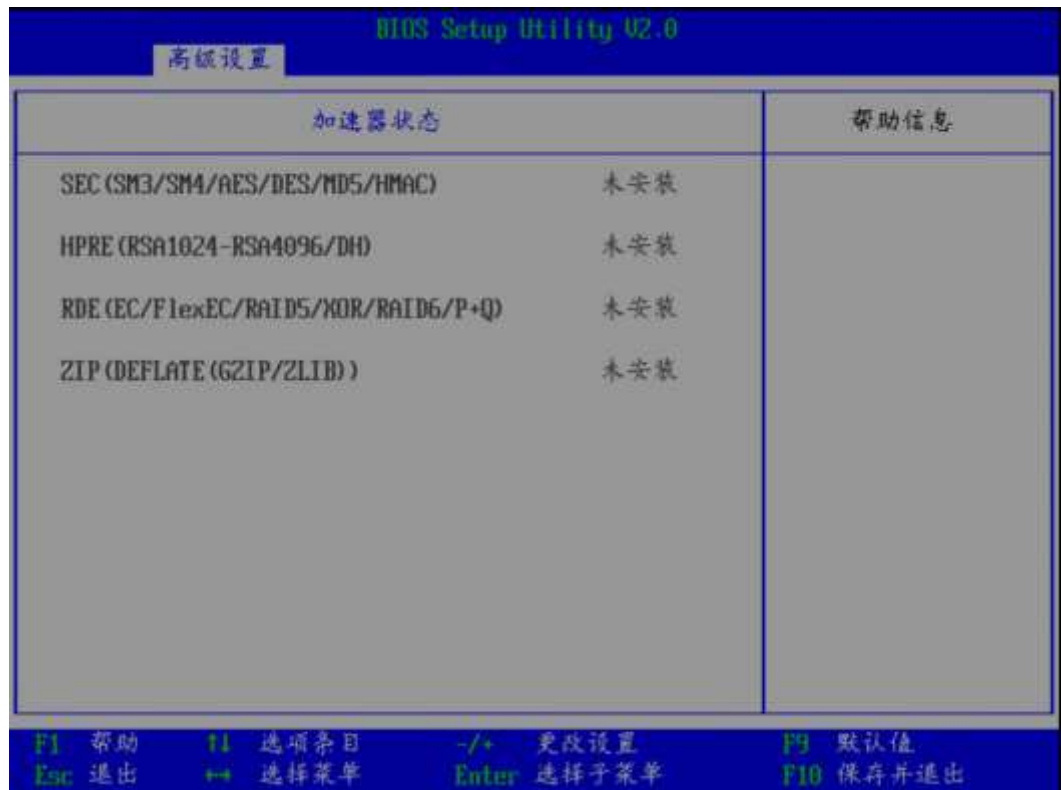 BIOS Setup Utility V2.0
高级设置
加速器状态 帮助信息
SEC(SM3/SM4/AES/DES/MD5/HMAC) 未安装
HPRE(RSA1024-RSA4096/DH) 未安装
RDE(EC/FlexEC/RAID5/XOR/RAID6/P+Q) 未安装
ZIP(DEFLATE(GZIP/ZLIB)) 未安装
F1 帮助 ↑↓ 选项条目 -/+ 更改设置 F9 默认值
Esc 退出 ←→ 选择菜单 Enter 选择子菜单 F10 保存并退出